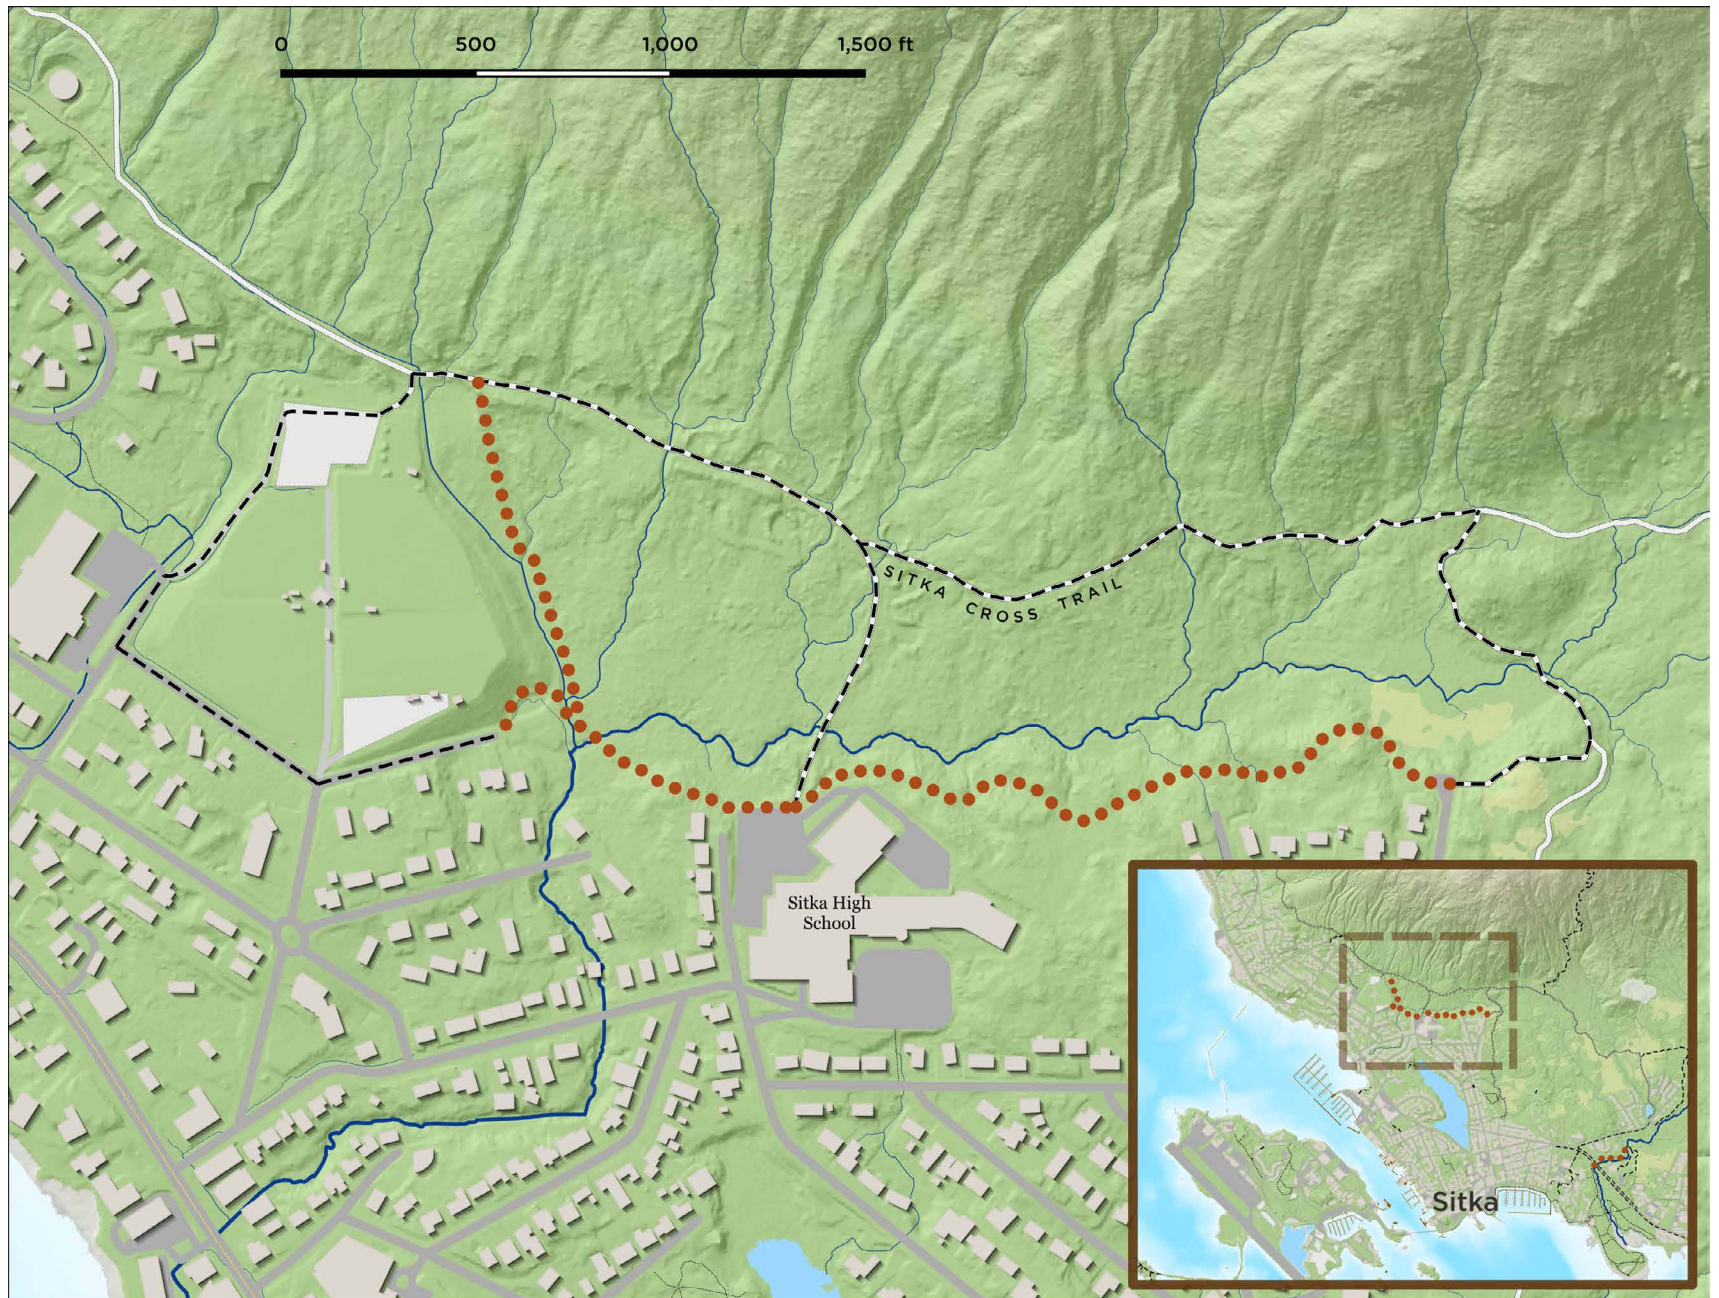 0 500 1,000 1,500 ft
SITKA CROSS TRAIL
Sitka High
School
Sitka